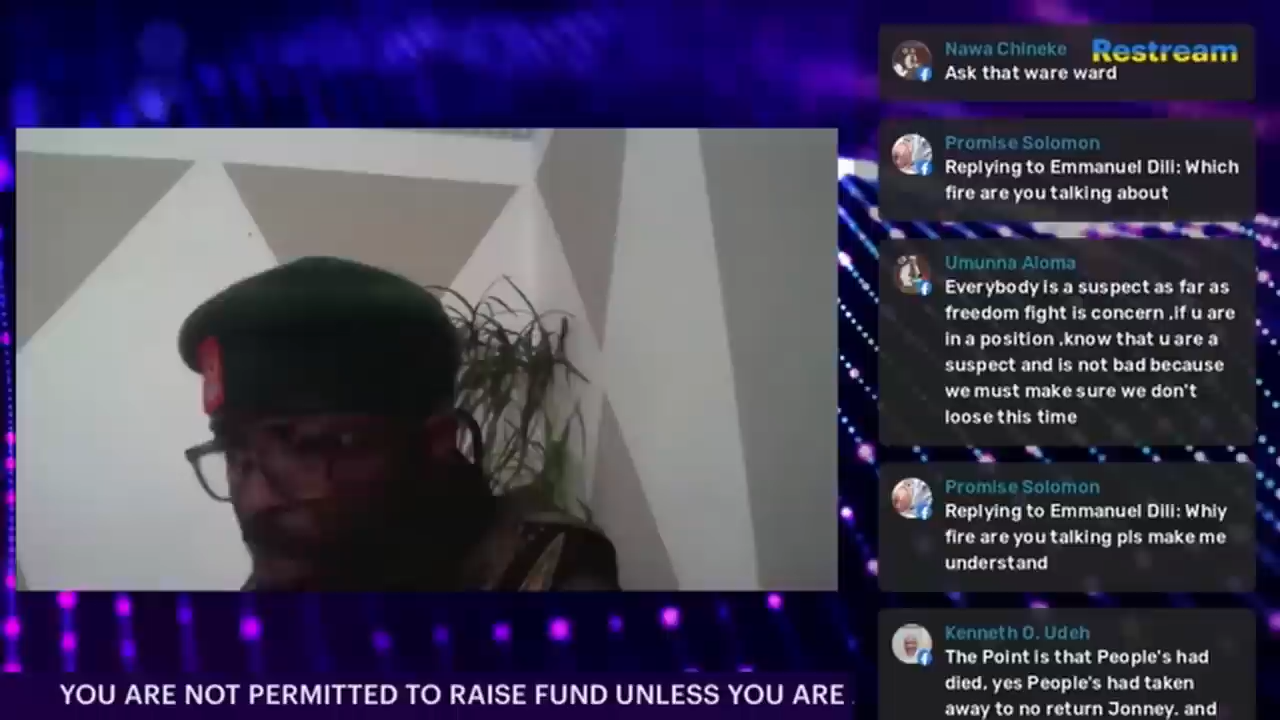 Nawa Chineke
Restream
Ask that ware ward
Promise Solomon
Replying to Emmanuel Dili: Which
fire are you talking about
Umunna Aloma
Everybody is a suspect as far as
freedom fight is concern .if u are
in a position .know that u are a
suspect and is not bad because
we must make sure we don't
loose this time
Promise Solomon
Replying to Emmanuel Dili: Whiy
fire are you talking pls make me
understand
Kenneth O. Udeh
The Point is that People's had
died, yes People's had taken
away to no return Jonney. and
YOU ARE NOT PERMITTED TO RAISE FUND UNLESS YOU ARE